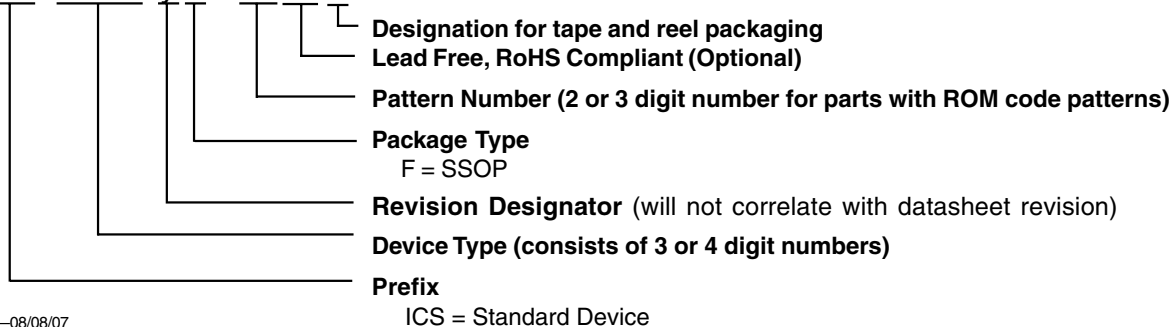 Designation for tape and reel packaging
Lead Free, RoHS Compliant (Optional)
Pattern Number (2 or 3 digit number for parts with ROM code patterns)
Package Type
F = SSOP
Revision Designator (will not correlate with datasheet revision)
Device Type (consists of 3 or 4 digit numbers)
Prefix
ICS = Standard Device
—08/08/07